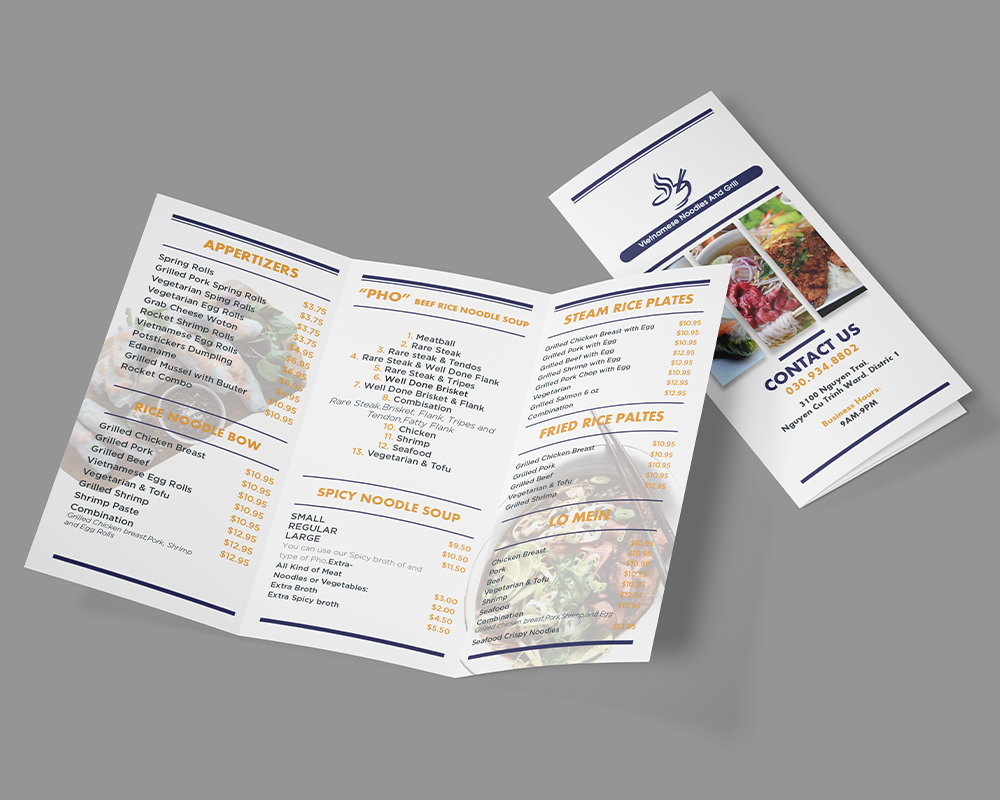 APPERTIZERS
Spring Rolls
Grilled Pork Spring Rolls $3.75
Vegetarian Sping Rolls $3.75
Vegetarian Egg Rolls $3.75
Grab Cheese Woton $3.75
Rocket Shrimp Rolls $4.95
Vietnamese Egg Rolls
Potstickers Dumpling
Edamame
Grilled Mussel with Buuter
Rocket Combo $10.95
RICE NOODLE BOW
Grilled Chicken Breast
Grilled Pork $10.95
Grilled Beef $10.95
Vietnamese Egg Rolls $10.95
Vegetarian & Tofu $10.95
Grilled Shrimp $10.95
Shrimp Paste $12.95
Combination $12.95
Grilled Chicken breast,Pork, Shrimp $12.95
and Egg Rolls
"PHO" BEEF RICE NOODLE SOUP
1. Meatball
2. Rare Steak
3. Rare steak & Tendos
4. Rare Steak & Well Done Flank
5. Rare Steak & Tripes
6. Well Done Brisket
7. Well Done Brisket & Flank
8. Combisation
Rare Steak.Brisket, Flank, Tripes and
Tendon,Fatty Flank
10. Chicken
11. Shrimp
12. Seafood
13. Vegetarian & Tofu
SPICY NOODLE SOUP
SMALL $9.50
REGULAR $10.50
LARGE $11.50
You can use our Spicy broth of and
type of Pho.Extra-
All Kind of Meat $3.00
Noodles or Vegetables: $2.00
Extra Broth $4.50
Extra Spicy broth $5.50
STEAM RICE PLATES
Grilled Chicken Breast with Egg $10.95
Grilled Pork with Egg $10.95
Grilled Beef with Egg $10.95
Grilled Shrimp with Egg $12.95
Grilled Pork Chop with Egg $12.95
Vegetarian $10.95
Grilled Salmon 6 oz $12.95
Combination $12.95
FRIED RICE PALTES
Grilled Chicken Breast $10.95
Grilled Pork $10.95
Grilled Beef $10.95
Vegetarian & Tofu $10.95
Grilled Shrimp $12.95
LO MEIN
Chicken Breast $10.95
Pork $10.95
Beef $10.95
Vegetarian & Tofu $10.95
Shrimp $12.95
Seafood $12.95
Combination $12.95
Grilled chicken breast,Pork,Shrimp and Egg
Seafood Crispy Noodles
Vietnamese Noodles And Grill
CONTACT US
030.934.8802
3100 Nguyen Trai,
Nguyen Cu Trinh Ward, Distric 1
Business Hours:
9AM-9PM